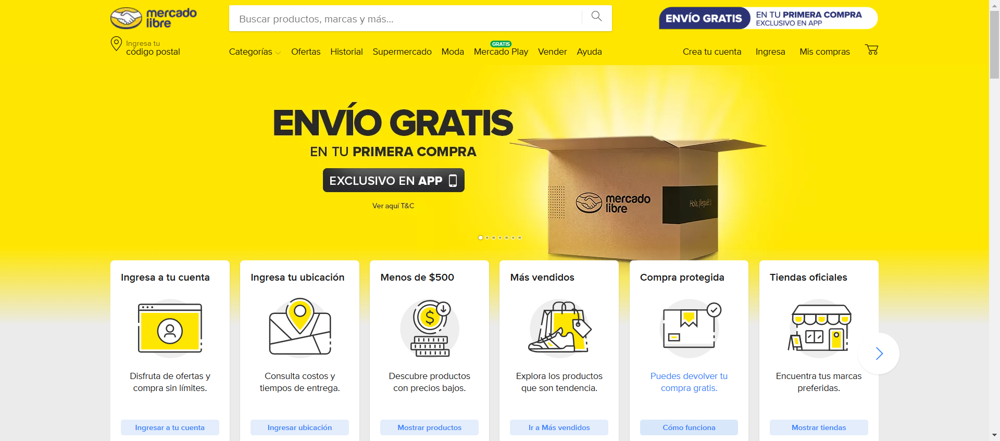 mercado
libre
Buscar productos, marcas y más...
ENVÍO GRATIS
EN TU PRIMERA COMPRA
EXCLUSIVO EN APP
Ingresa tu
código postal
Categorías
Ofertas
Historial
Supermercado
Moda
GRATIS
Mercado Play
Vender
Ayuda
Crea tu cuenta
Ingresa
Mis compras
ENVÍO GRATIS
EN TU PRIMERA COMPRA
EXCLUSIVO EN APP
Ver aquí T&C
mercado
libre
Hola, ¡llegué! :)
Ingresa a tu cuenta
Disfruta de ofertas y
compra sin límites.
Ingresar a tu cuenta
Ingresa tu ubicación
Consulta costos y
tiempos de entrega.
Ingresar ubicación
Menos de $500
Descubre productos
con precios bajos.
Mostrar productos
Más vendidos
Explora los productos
que son tendencia.
Ir a Más vendidos
Compra protegida
Puedes devolver tu
compra gratis.
Cómo funciona
Tiendas oficiales
Encuentra tus marcas
preferidas.
Mostrar tiendas